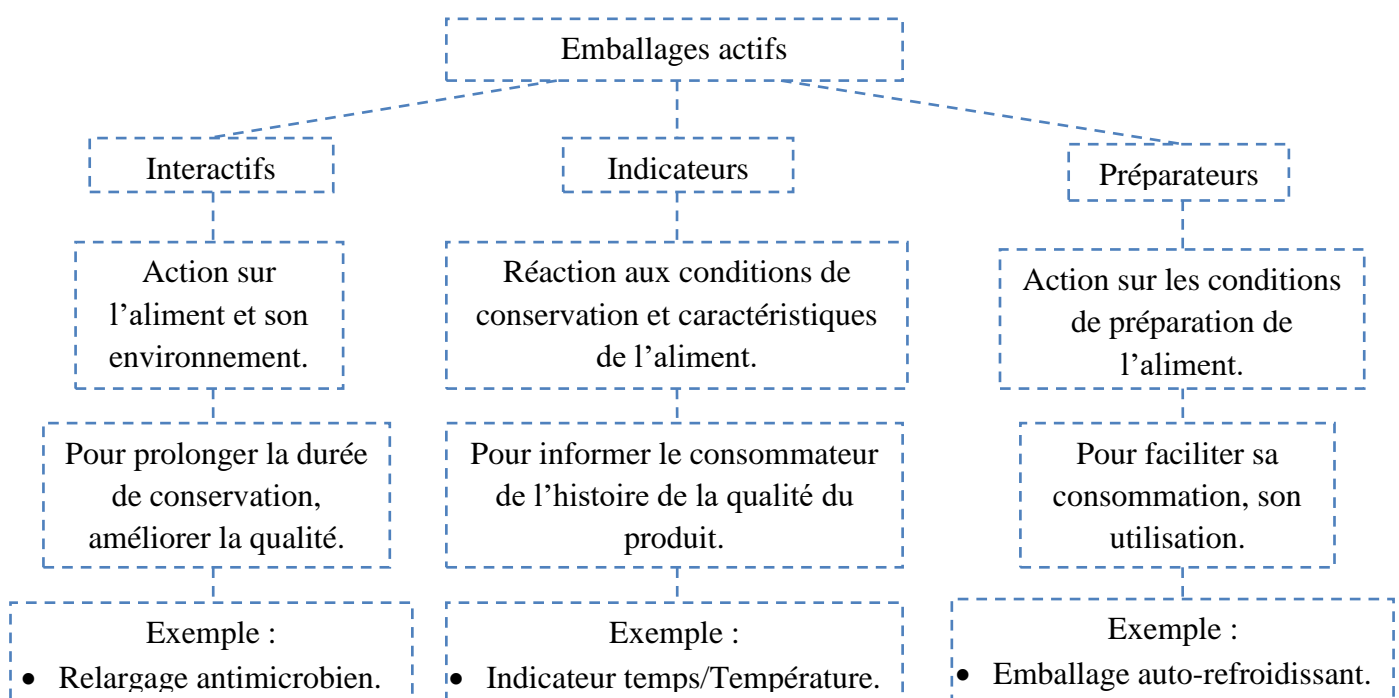 Emballages actifs
Interactifs
Indicateurs
Préparateurs
Action sur
l’aliment et son
environnement.
Réaction aux conditions de
conservation et caractéristiques
de l’aliment.
Action sur les conditions
de préparation de
l’aliment.
Pour prolonger la durée
de conservation,
améliorer la qualité.
Pour informer le consommateur
de l’histoire de la qualité du
produit.
Pour faciliter sa
consommation, son
utilisation.
Exemple :
• Relargage antimicrobien.
Exemple :
• Indicateur temps/Température.
Exemple :
• Emballage auto-refroidissant.